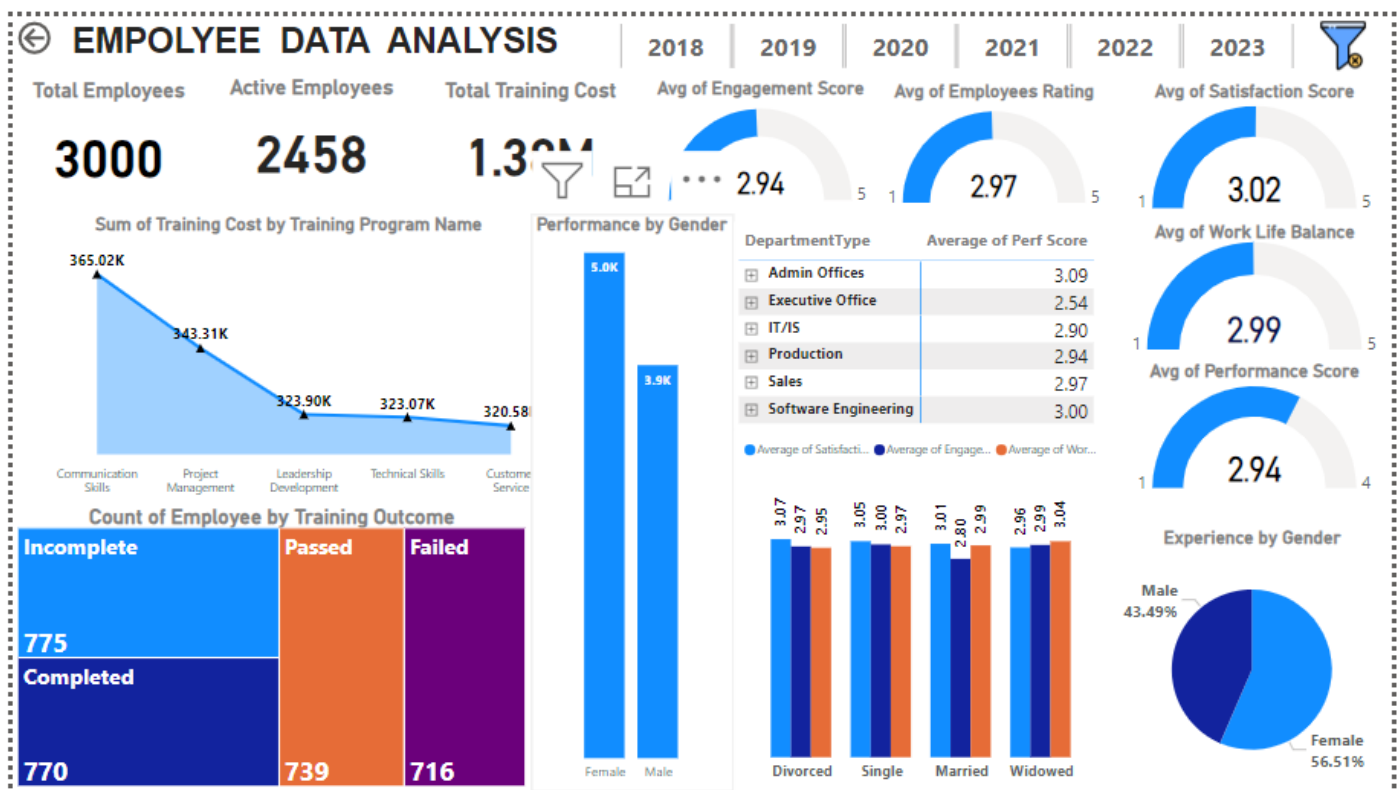 EMPOLYEE DATA ANALYSIS
2018
2019
2020
2021
2022
2023
Total Employees
3000
Active Employees
2458
Total Training Cost
Avg of Engagement Score
2.94
5
Avg of Employees Rating
2.97
1
5
Avg of Satisfaction Score
3.02
1
5
Avg of Work Life Balance
2.99
1
5
Avg of Performance Score
2.94
1
4
Sum of Training Cost by Training Program Name
365.02K
343.31K
323.90K
323.07K
320.58
Communication
Skills
Project
Management
Leadership
Development
Technical Skills
Custome
Service
Performance by Gender
5.0K
3.9K
Female
Male
DepartmentType
Average of Perf Score
Admin Offices 3.09
Executive Office 2.54
IT/IS 2.90
Production 2.94
Sales 2.97
Software Engineering 3.00
Average of Satisfacti...
Average of Engage...
Average of Wor...
3.07
2.97
2.95
3.05
3.00
2.97
3.01
2.80
2.99
2.96
2.99
3.04
Divorced
Single
Married
Widowed
Count of Employee by Training Outcome
Incomplete
775
Completed
770
Passed
739
Failed
716
Experience by Gender
Male
43.49%
Female
56.51%